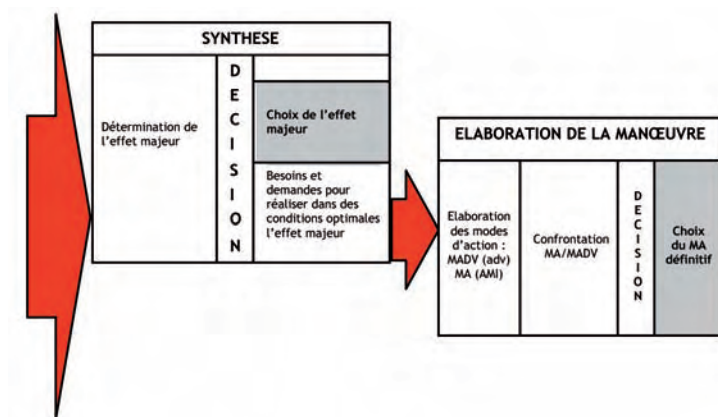 SYNTHESE
Détermination de
l'effet majeur
D
E
C
I
S
I
O
N
Choix de l'effet
majeur
Besoins et
demandes pour
réaliser dans des
conditions optimales
l'effet majeur
ELABORATION DE LA MANŒUVRE
Elaboration
des modes
d'action :
MADV (adv)
MA (AMI)
Confrontation
MA/MADV
D
E
C
I
S
I
O
N
Choix
du MA
définitif